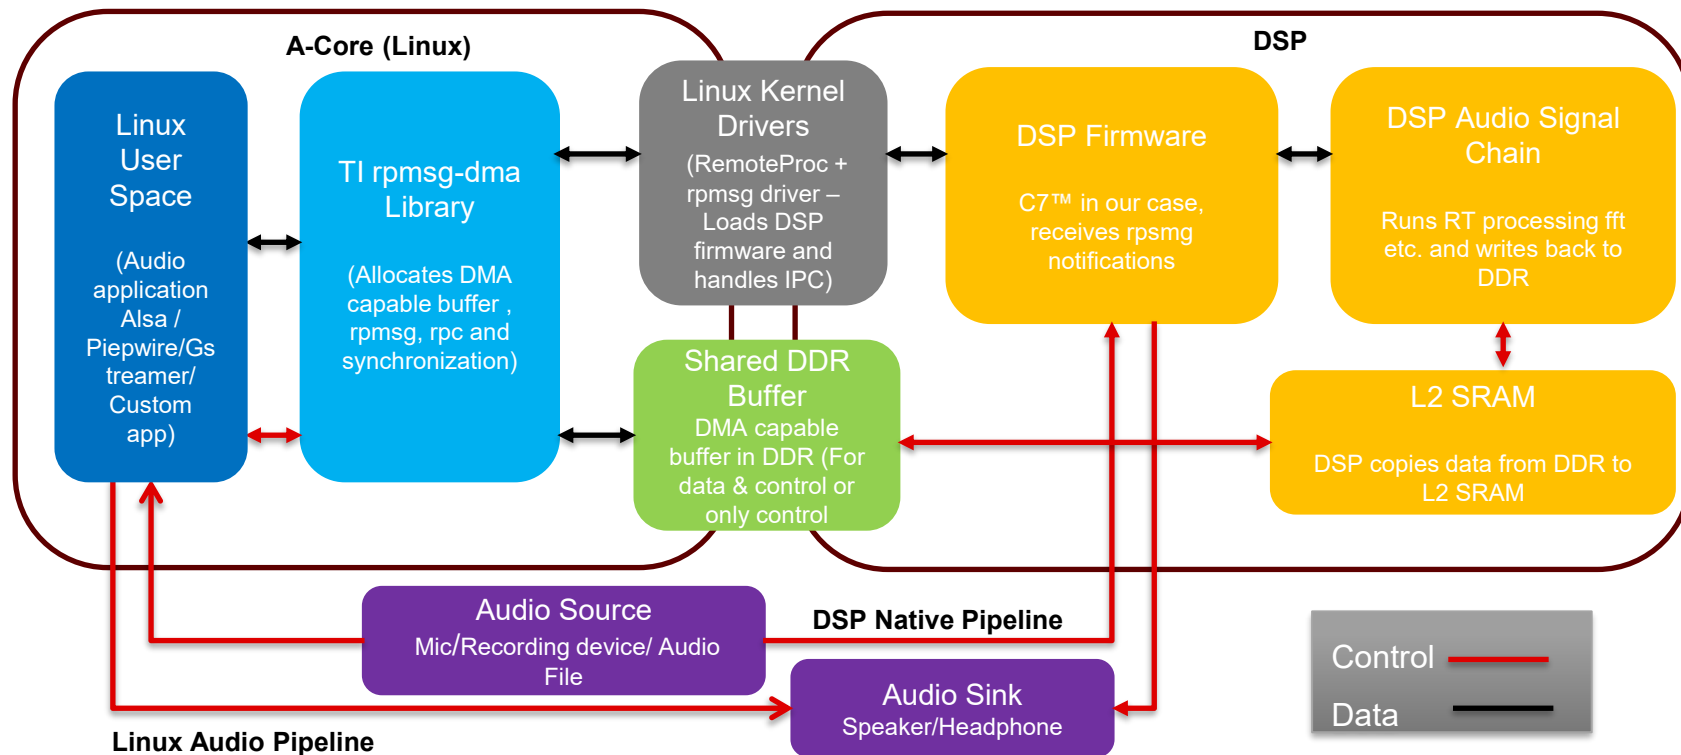 A-Core (Linux)
DSP
Linux
User
Space
(Audio
application
Alsa /
Piepwire/Gs
treamer/
Custom
app)
TI rpmsg-dma
Library
(Allocates DMA
capable buffer ,
rpmsg, rpc and
synchronization)
Linux Kernel
Drivers
(RemoteProc +
rpmsg driver –
Loads DSP
firmware and
handles IPC)
Shared DDR
Buffer
DMA capable
buffer in DDR (For
data & control or
only control
DSP Firmware
C7™ in our case,
receives rpsmg
notifications
DSP Audio Signal
Chain
Runs RT processing fft
etc. and writes back to
DDR
L2 SRAM
DSP copies data from DDR to
L2 SRAM
Audio Source
Mic/Recording device/ Audio
File
DSP Native Pipeline
Audio Sink
Speaker/Headphone
Linux Audio Pipeline
Control
Data